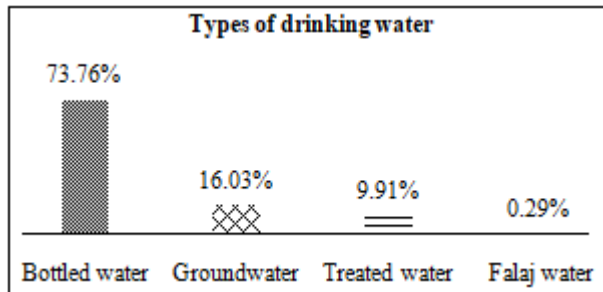 Types of drinking water
73.76%
16.03%
9.91%
0.29%
Bottled water
Groundwater
Treated water
Falaj water